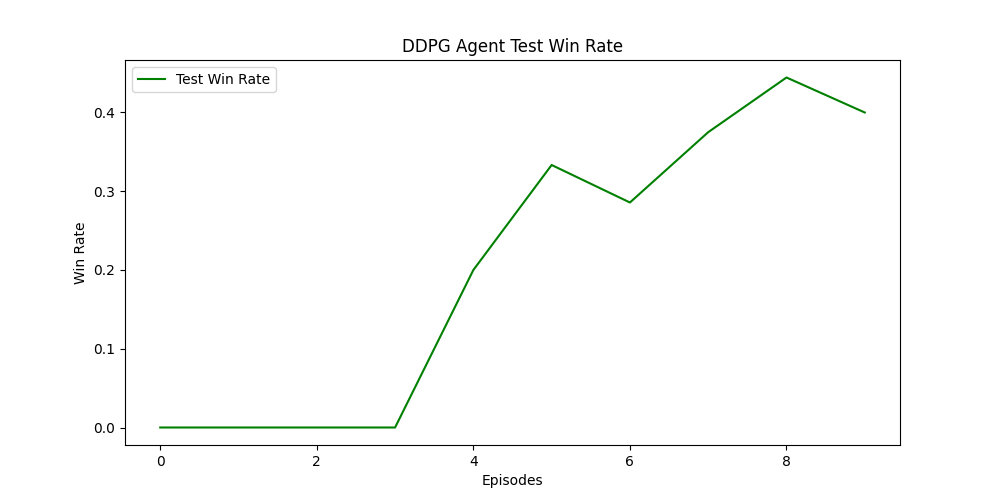 DDPG Agent Test Win Rate
Test Win Rate
0.4
0.3
0.2
0.1
0.0
Win Rate
0 2 4 6 8
Episodes